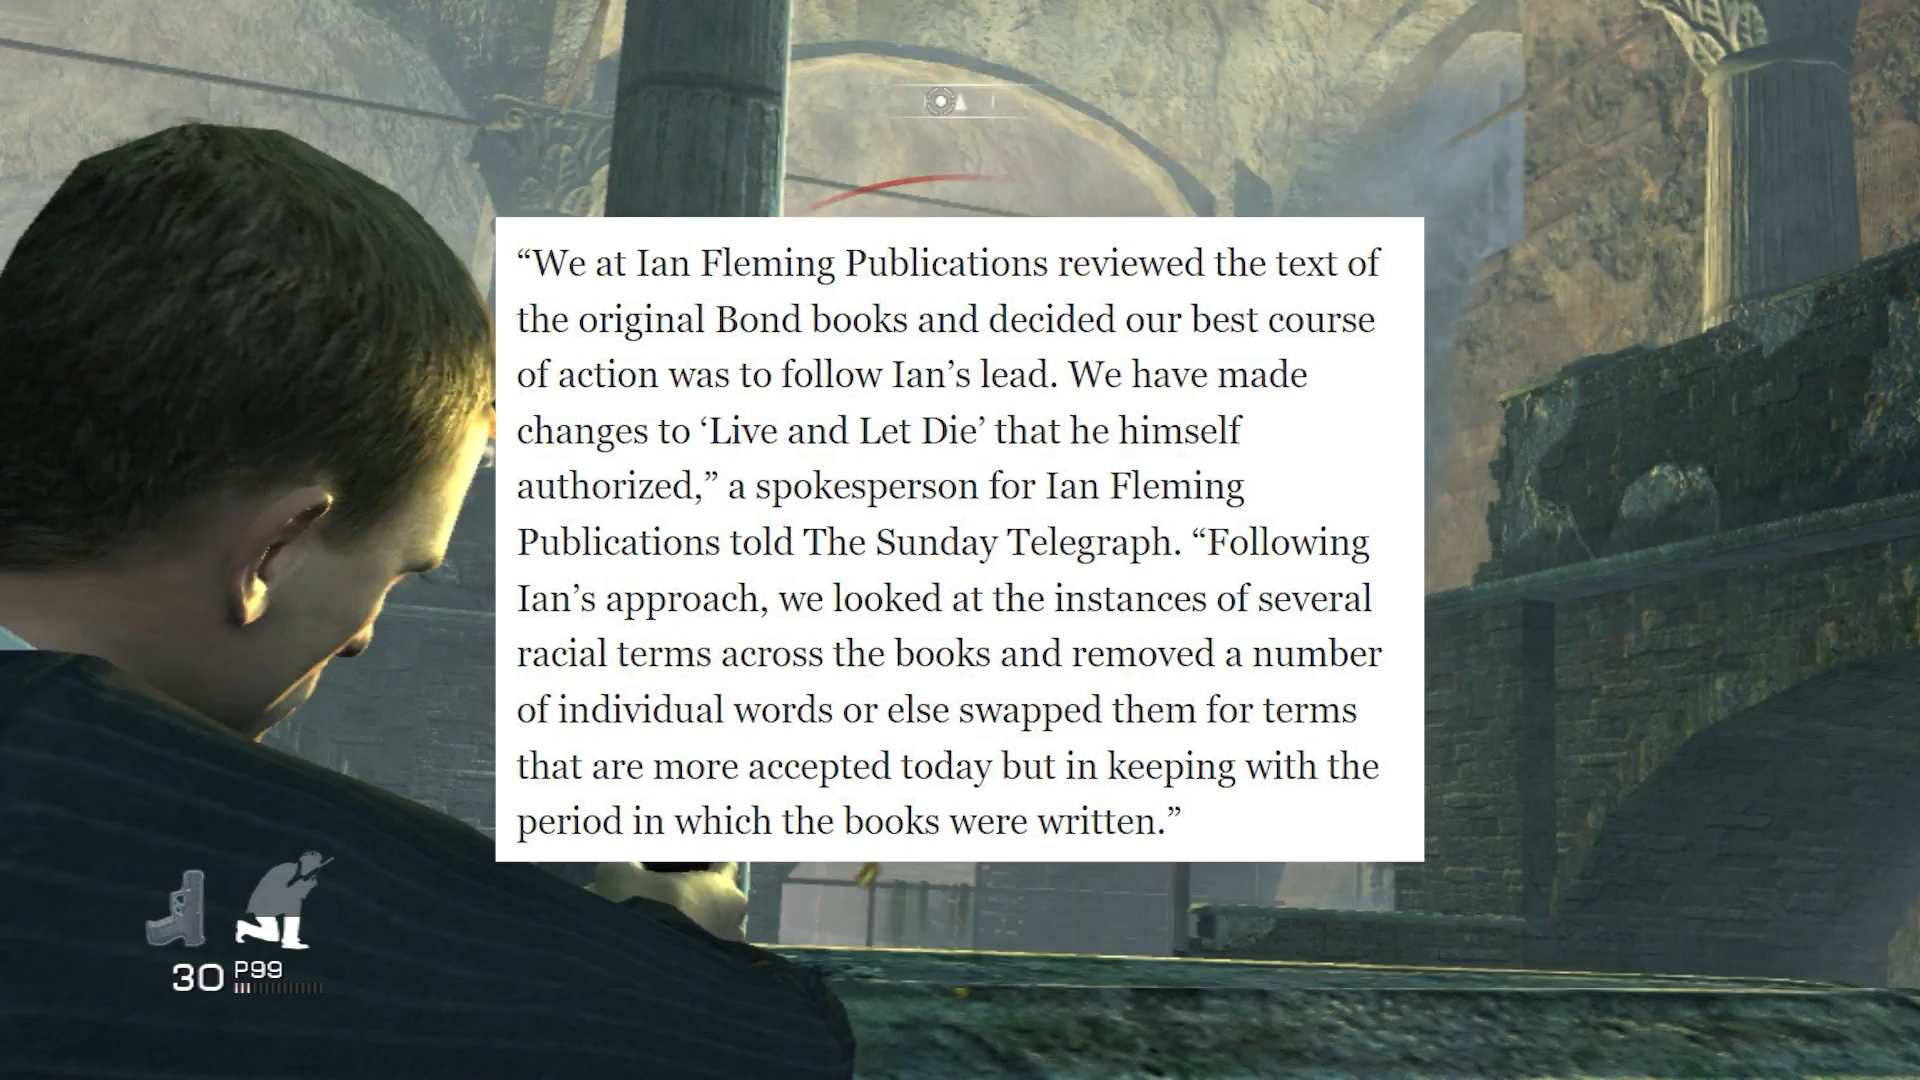 “We at Ian Fleming Publications reviewed the text of
the original Bond books and decided our best course
of action was to follow Ian’s lead. We have made
changes to ‘Live and Let Die’ that he himself
authorized,” a spokesperson for Ian Fleming
Publications told The Sunday Telegraph. “Following
Ian’s approach, we looked at the instances of several
racial terms across the books and removed a number
of individual words or else swapped them for terms
that are more accepted today but in keeping with the
period in which the books were written.”
30 P99